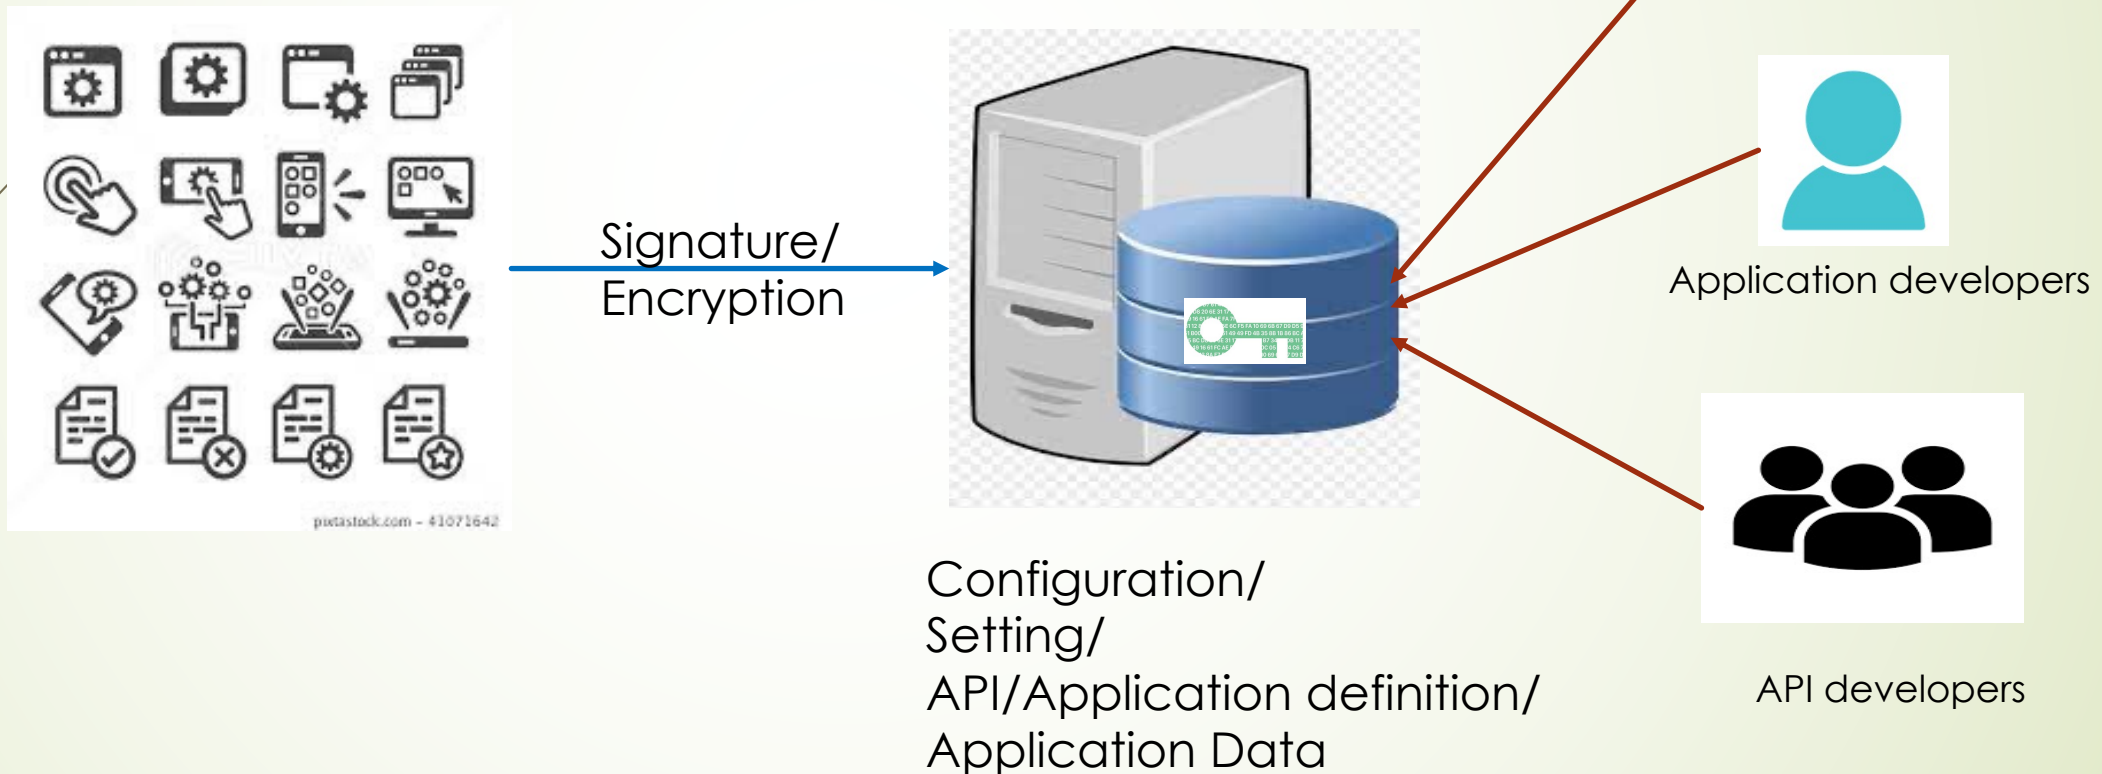 Signature/
Encryption
Application developers
pixtastock.com - 41071642
Configuration/
Setting/
API/Application definition/
Application Data
API developers